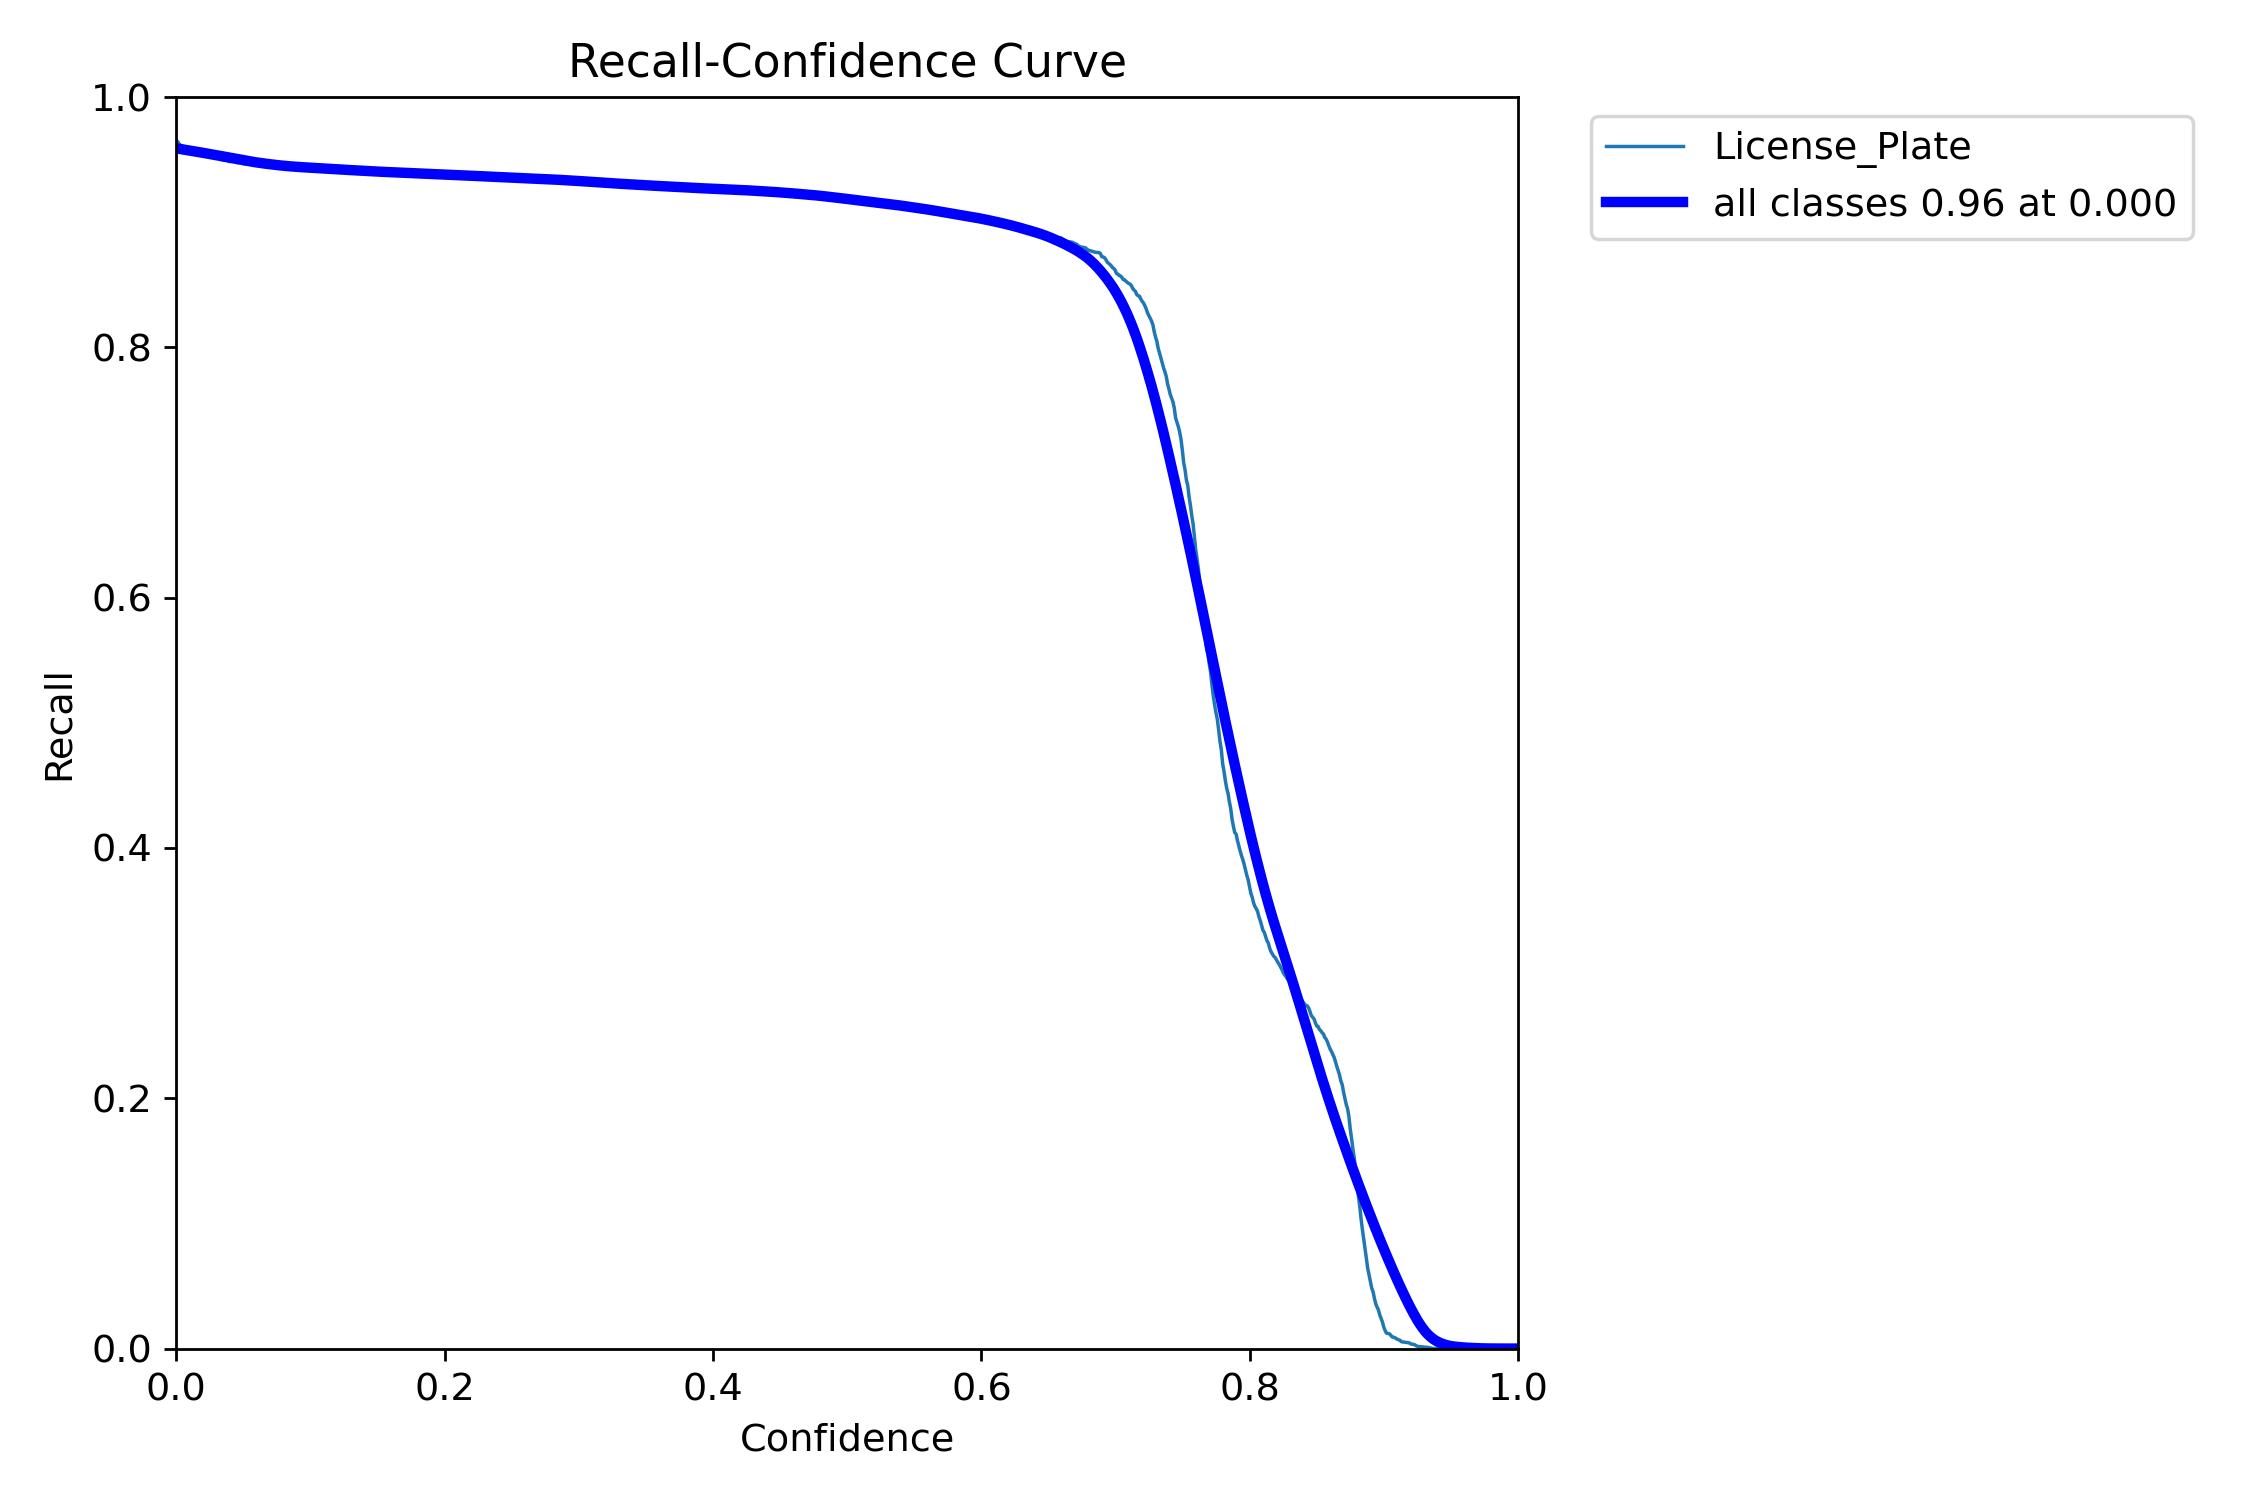 Recall-Confidence Curve
1.0
0.8
0.6
0.4
0.2
0.0
Recall
0.0 0.2 0.4 0.6 0.8 1.0
Confidence
License_Plate
all classes 0.96 at 0.000